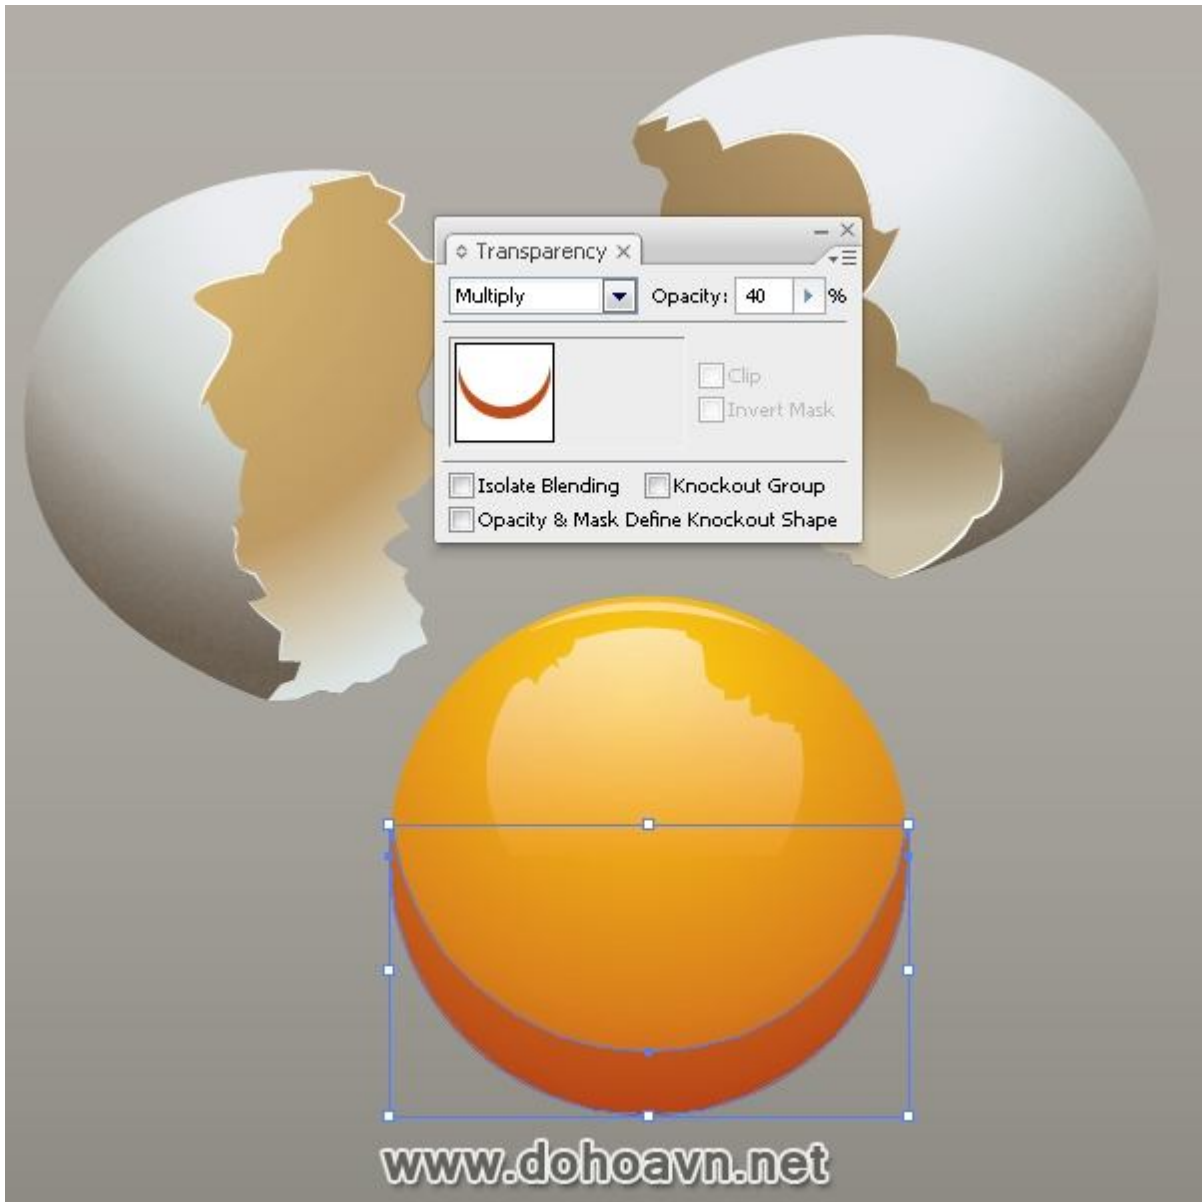 Transparency
Multiply Opacity: 40 %
Clip
Invert Mask
Isolate Blending Knockout Group
Opacity & Mask Define Knockout Shape
www.dohoavn.net